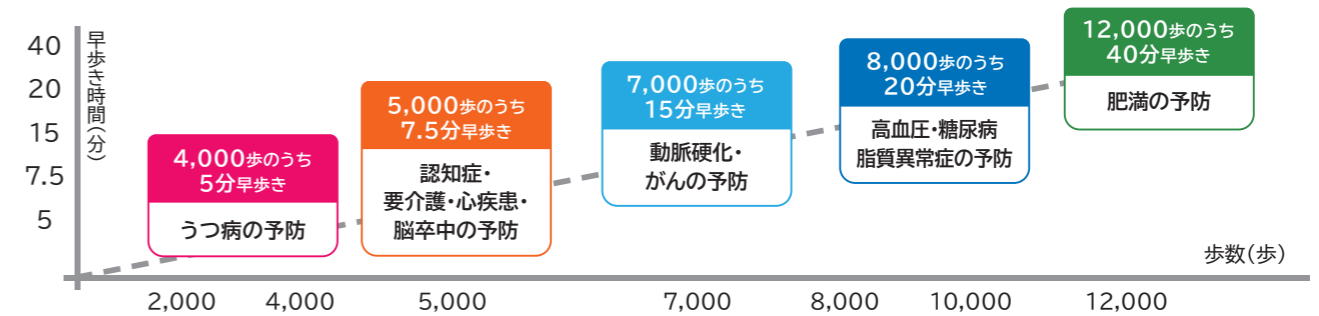 早歩き時間(分)
40
20
15
7.5
5
4,000歩のうち
5分早歩き
うつ病の予防
5,000歩のうち
7.5分早歩き
認知症・
要介護・心疾患・
脳卒中の予防
7,000歩のうち
15分早歩き
動脈硬化・
がんの予防
8,000歩のうち
20分早歩き
高血圧・糖尿病
脂質異常症の予防
12,000歩のうち
40分早歩き
肥満の予防
歩数(歩)
2,000
4,000
5,000
7,000
8,000
10,000
12,000